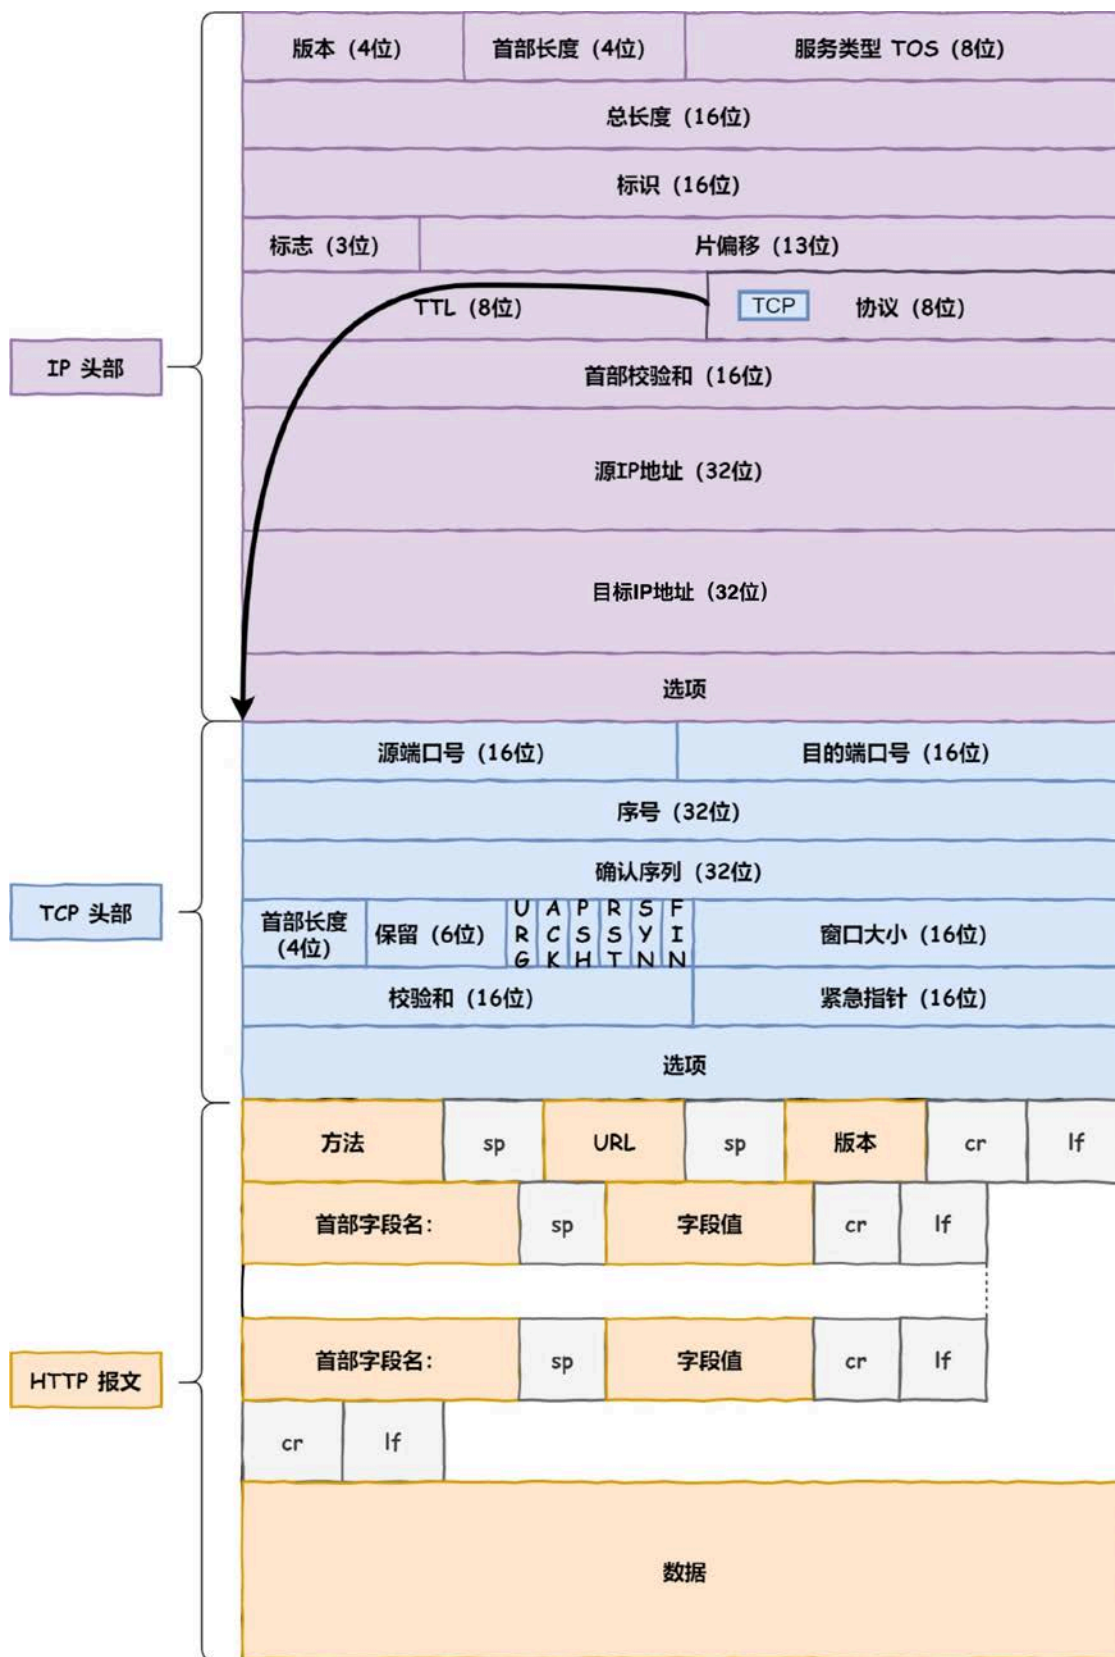 版本 (4位) 首部长度 (4位) 服务类型 TOS (8位)
总长度 (16位)
标识 (16位)
标志 (3位) 片偏移 (13位)
TTL (8位) TCP 协议 (8位)
IP 头部
首部校验和 (16位)
源IP地址 (32位)
目标IP地址 (32位)
选项
源端口号 (16位) 目的端口号 (16位)
序号 (32位)
确认序列 (32位)
TCP 头部
首部长度
(4位)
保留 (6位) URG ACK PSH RST SYN FIN 窗口大小 (16位)
校验和 (16位) 紧急指针 (16位)
选项
方法 sp URL sp 版本 cr lf
首部字段名: sp 字段值 cr lf
HTTP 报文
首部字段名: sp 字段值 cr lf
cr lf
数据